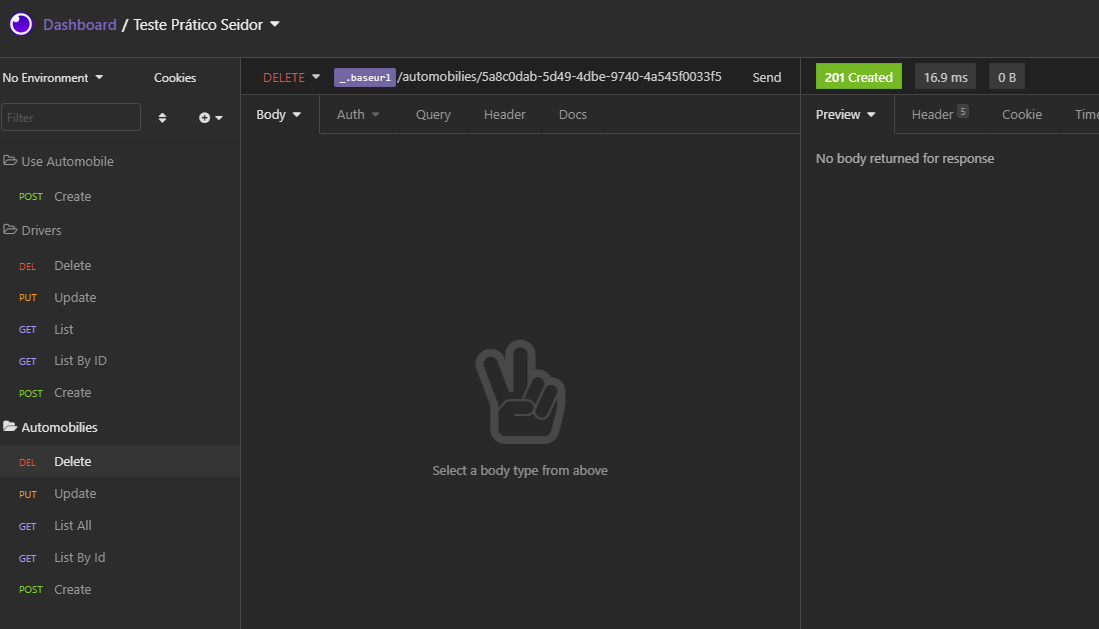 Dashboard / Teste Prático Seidor
No Environment
Cookies
Filter
Use Automobile
POST Create
Drivers
DEL Delete
PUT Update
GET List
GET List By ID
POST Create
Automobilies
DEL Delete
PUT Update
GET List All
GET List By Id
POST Create
DELETE _.baseurl/automobilies/5a8c0dab-5d49-4dbe-9740-4a545f0033f5 Send
Body Auth Query Header Docs
Select a body type from above
201 Created 16.9 ms 0 B
Preview Header 5 Cookie Time
No body returned for response